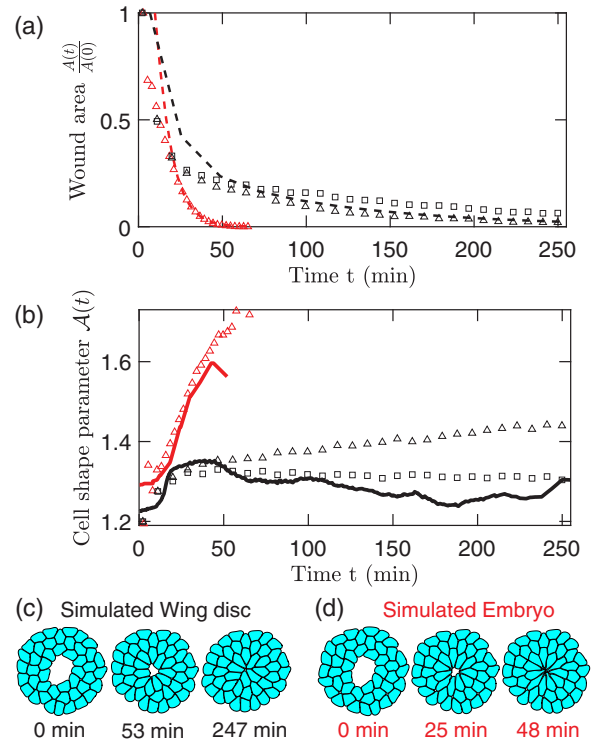 (a)
Wound area A(t)/A(0)
1
0.5
0
0 50 100 150 200 250
Time t (min)
(b)
Cell shape parameter 𝒜(t)
1.6
1.4
1.2
0 50 100 150 200 250
Time t (min)
(c) Simulated Wing disc
0 min 53 min 247 min
(d) Simulated Embryo
0 min 25 min 48 min